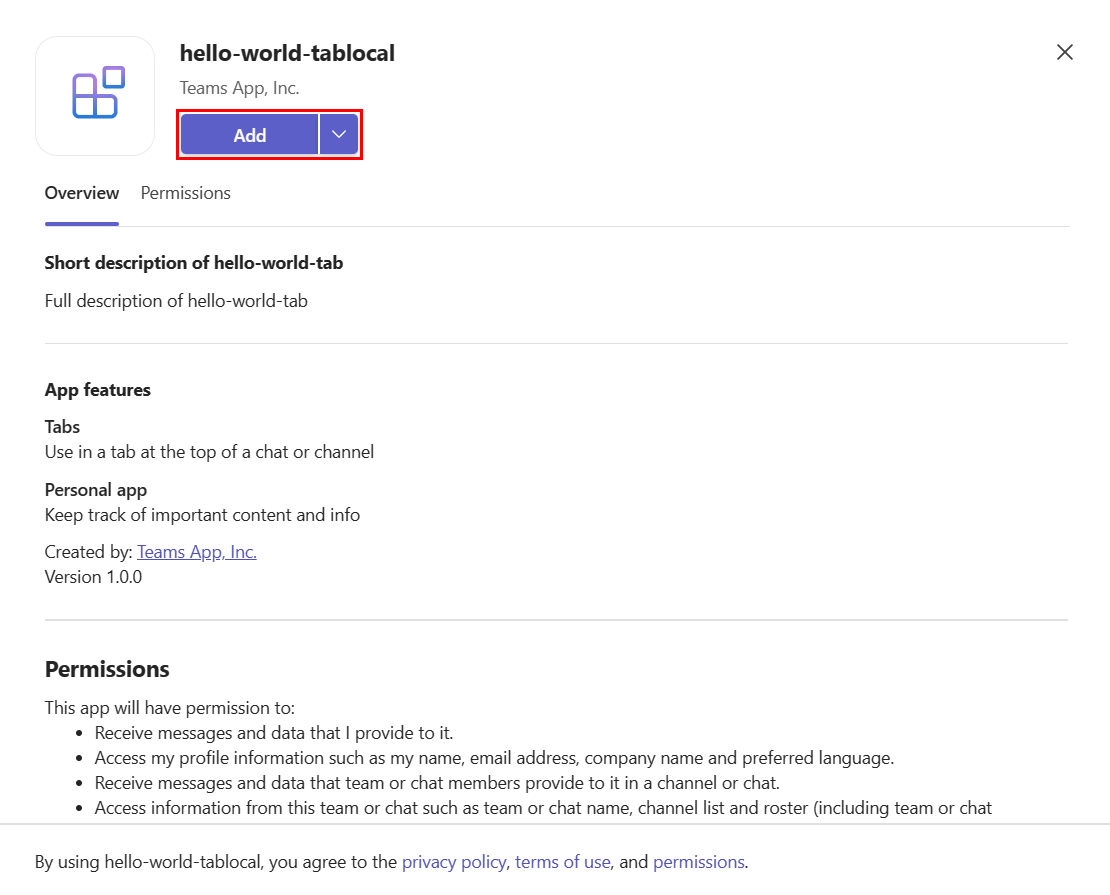 hello-world-tablocal
Teams App, Inc.
Add
Overview Permissions
Short description of hello-world-tab
Full description of hello-world-tab
App features
Tabs
Use in a tab at the top of a chat or channel
Personal app
Keep track of important content and info
Created by: Teams App, Inc.
Version 1.0.0
Permissions
This app will have permission to:
• Receive messages and data that I provide to it.
• Access my profile information such as my name, email address, company name and preferred language.
• Receive messages and data that team or chat members provide to it in a channel or chat.
• Access information from this team or chat such as team or chat name, channel list and roster (including team or chat
By using hello-world-tablocal, you agree to the privacy policy, terms of use, and permissions.